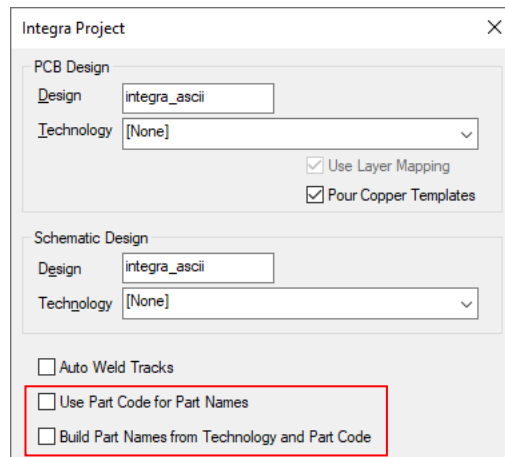 Integra Project
PCB Design
Design integra_ascii
Technology [None]
Use Layer Mapping
Pour Copper Templates
Schematic Design
Design integra_ascii
Technology [None]
Auto Weld Tracks
Use Part Code for Part Names
Build Part Names from Technology and Part Code